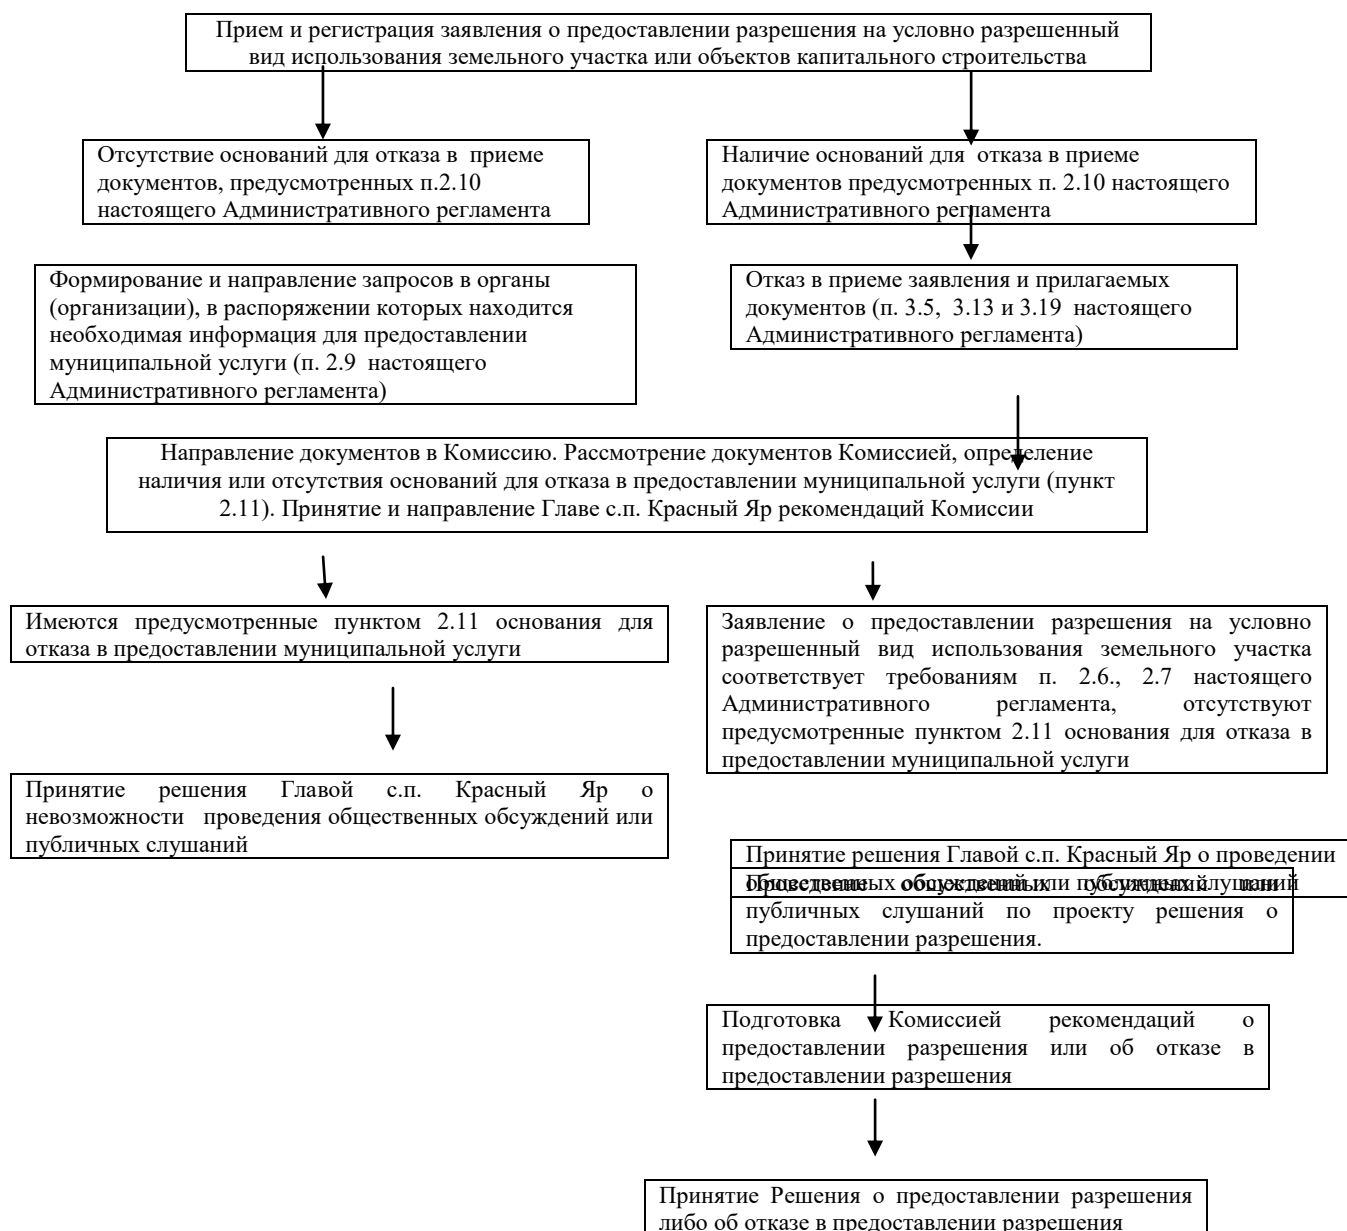 Прием и регистрация заявления о предоставлении разрешения на условно разрешенный
вид использования земельного участка или объектов капитального строительства
Отсутствие оснований для отказа в приеме
документов, предусмотренных п.2.10
настоящего Административного регламента
Наличие оснований для отказа в приеме
документов предусмотренных п. 2.10 настоящего
Административного регламента
Формирование и направление запросов в органы
(организации), в распоряжении которых находится
необходимая информация для предоставлении
муниципальной услуги (п. 2.9 настоящего
Административного регламента)
Отказ в приеме заявления и прилагаемых
документов (п. 3.5, 3.13 и 3.19 настоящего
Административного регламента)
Направление документов в Комиссию. Рассмотрение документов Комиссией, определение
наличия или отсутствия оснований для отказа в предоставлении муниципальной услуги (пункт
2.11). Принятие и направление Главе с.п. Красный Яр рекомендаций Комиссии
Имеются предусмотренные пунктом 2.11 основания для
отказа в предоставлении муниципальной услуги
Заявление о предоставлении разрешения на условно
разрешенный вид использования земельного участка
соответствует требованиям п. 2.6., 2.7 настоящего
Административного регламента, отсутствуют
предусмотренные пунктом 2.11 основания для отказа в
предоставлении муниципальной услуги
Принятие решения Главой с.п. Красный Яр о
невозможности проведения общественных обсуждений или
публичных слушаний
Принятие решения Главой с.п. Красный Яр о проведении
общественных обсуждений или публичных слушаний
Проведение общественных обсуждений или
публичных слушаний по проекту решения о
предоставлении разрешения.
Подготовка Комиссией рекомендаций о
предоставлении разрешения или об отказе в
предоставлении разрешения
Принятие Решения о предоставлении разрешения
либо об отказе в предоставлении разрешения